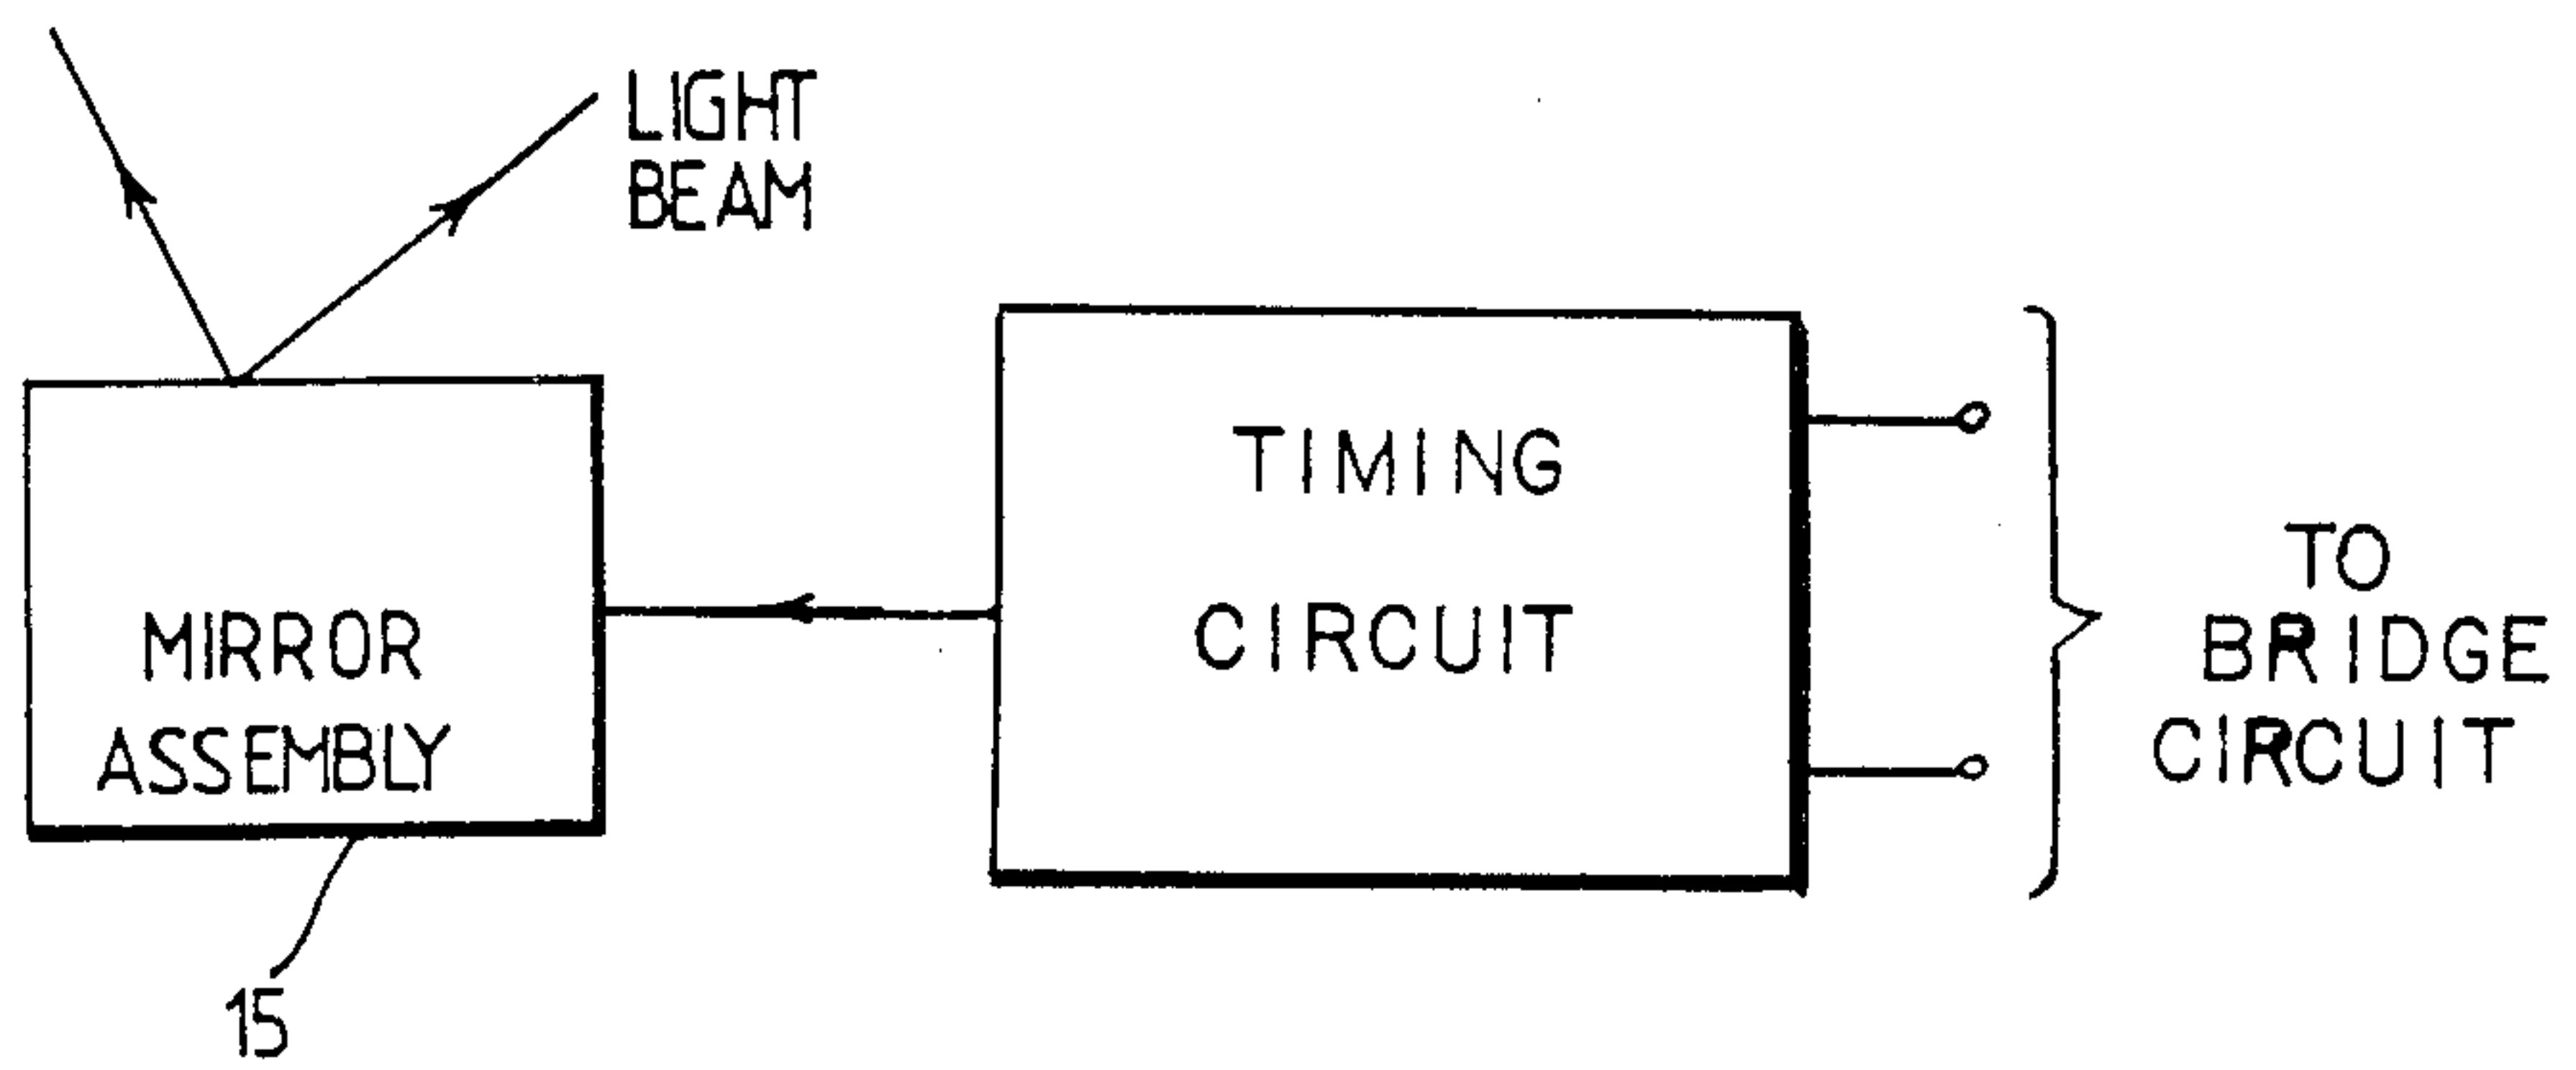 LIGHT
BEAM
TIMING
CIRCUIT
MIRROR
ASSEMBLY
TO
BRIDGE
CIRCUIT
15